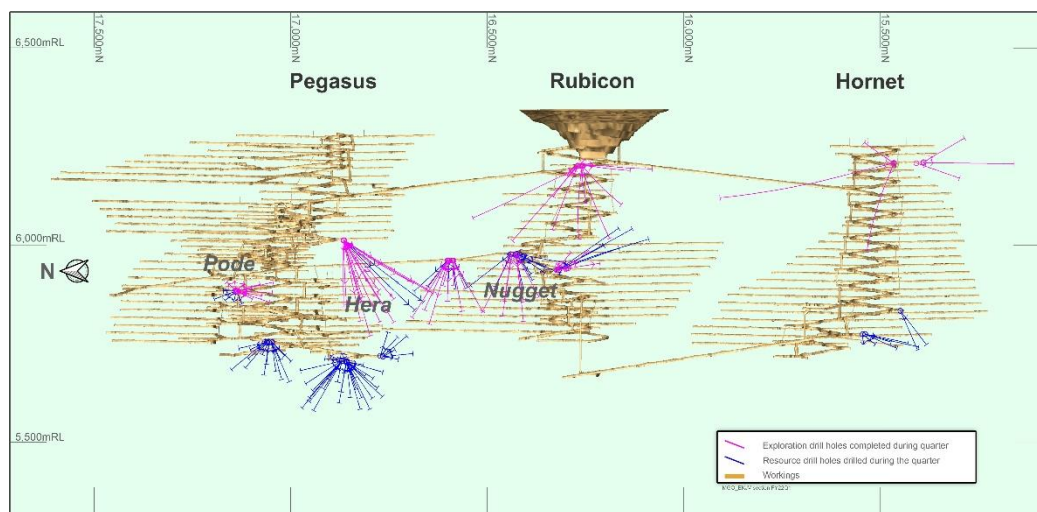 17,500mN
17,000mN
16,500mN
16,000mN
15,500mN
6,500mRL
Pegasus
Rubicon
Hornet
6,000mRL
Pode
N
Hera
Nugget
5,500mRL
Exploration drill holes completed during quarter
Resource drill holes drilled during the quarter
Workings